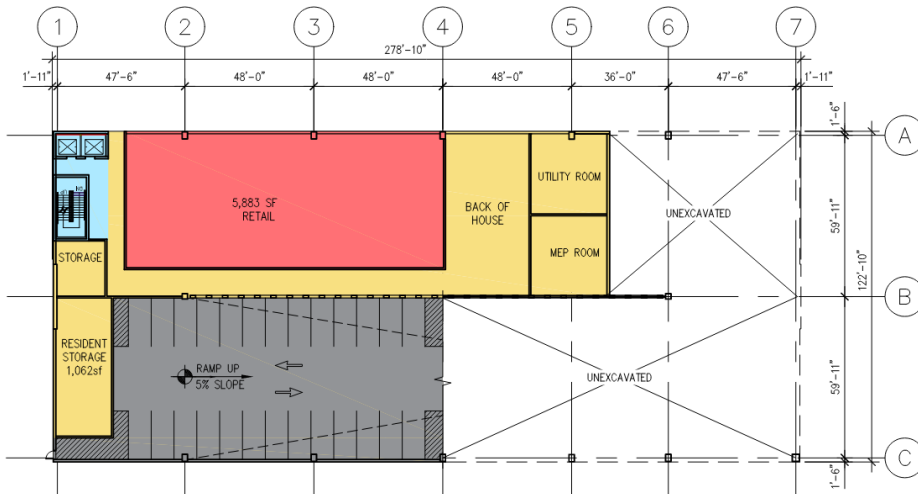 1 2 3 4 5 6 7
278'-10"
1'-11" 47'-6" 48'-0" 48'-0" 48'-0" 36'-0" 47'-6" 1'-11"
1'-6"
A
5,883 SF
RETAIL
BACK OF
HOUSE
UTILITY ROOM
UNEXCAVATED
59'-11"
STORAGE
MEP ROOM
122'-10"
B
RESIDENT
STORAGE
1,062sf
RAMP UP
5% SLOPE
UNEXCAVATED
59'-11"
C
1'-6"